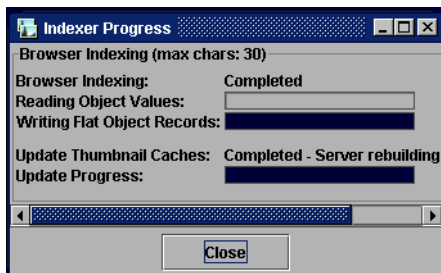 Indexer Progress
Browser Indexing (max chars: 30)
Browser Indexing: Completed
Reading Object Values:
Writing Flat Object Records:
Update Thumbnail Caches: Completed - Server rebuilding
Update Progress:
Close